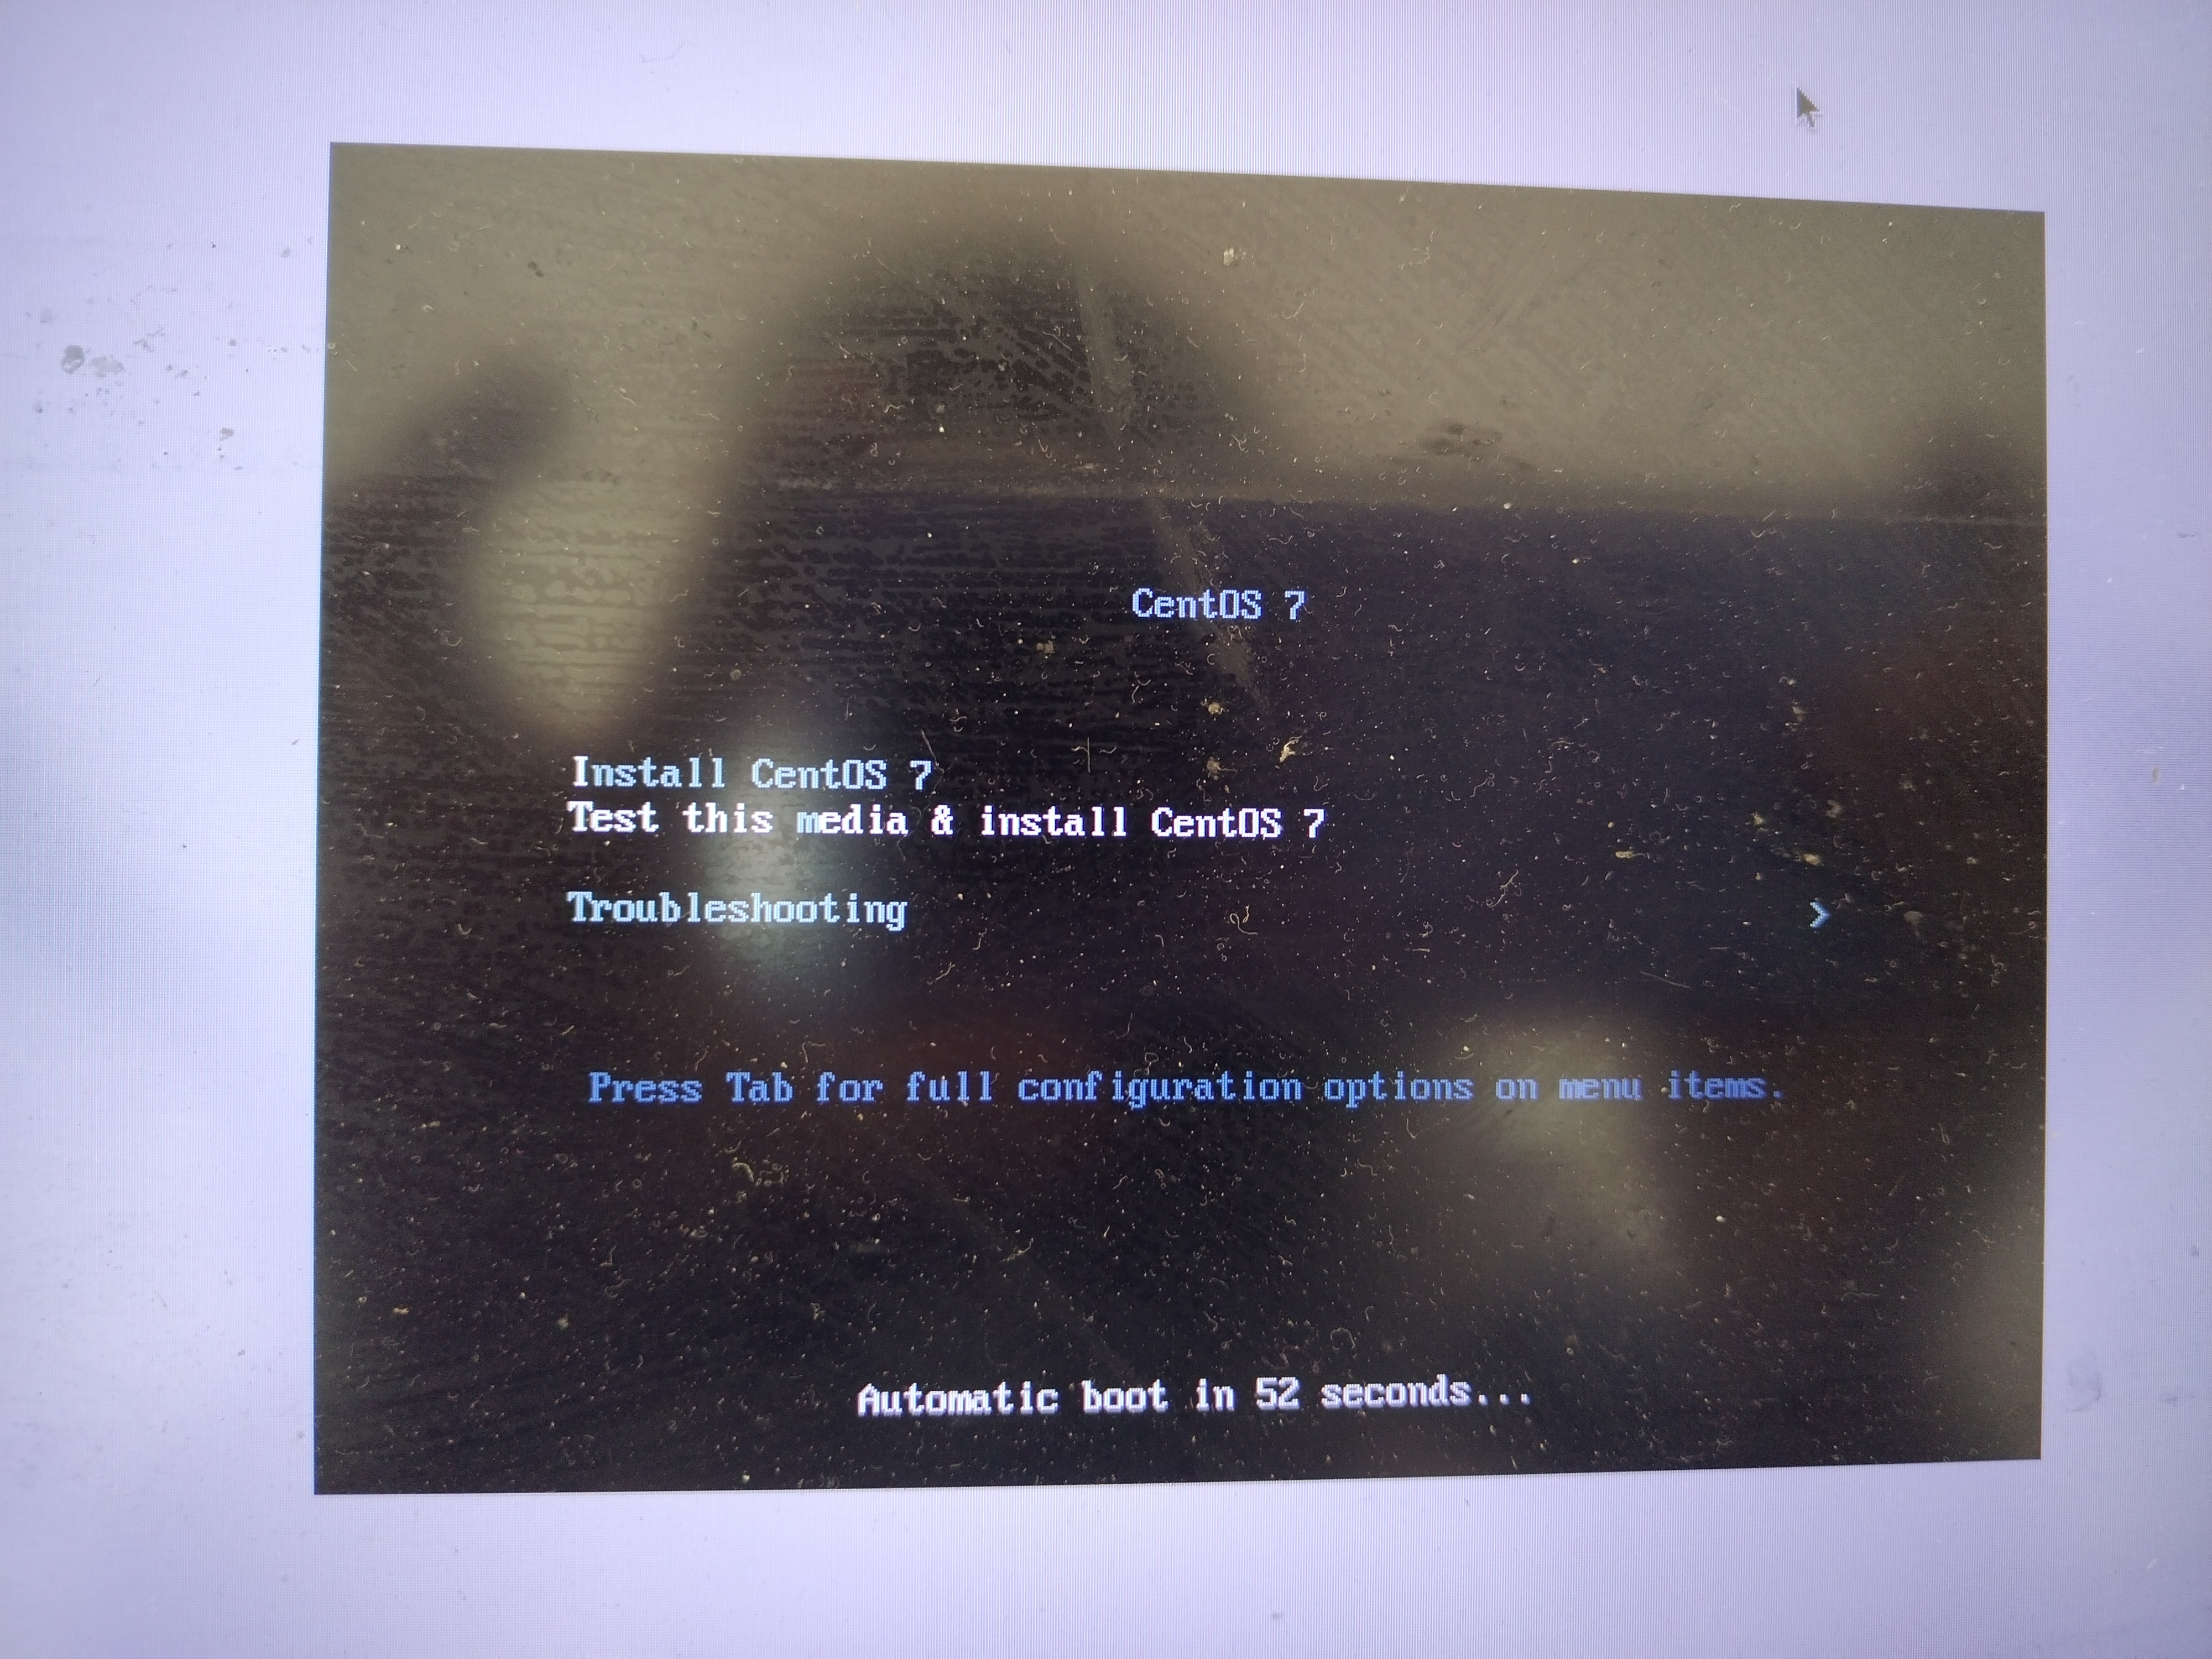 CentOS 7
Install CentOS 7
Test this media & install CentOS 7
Troubleshooting >
Press Tab for full configuration options on menu items.
Automatic boot in 52 seconds...